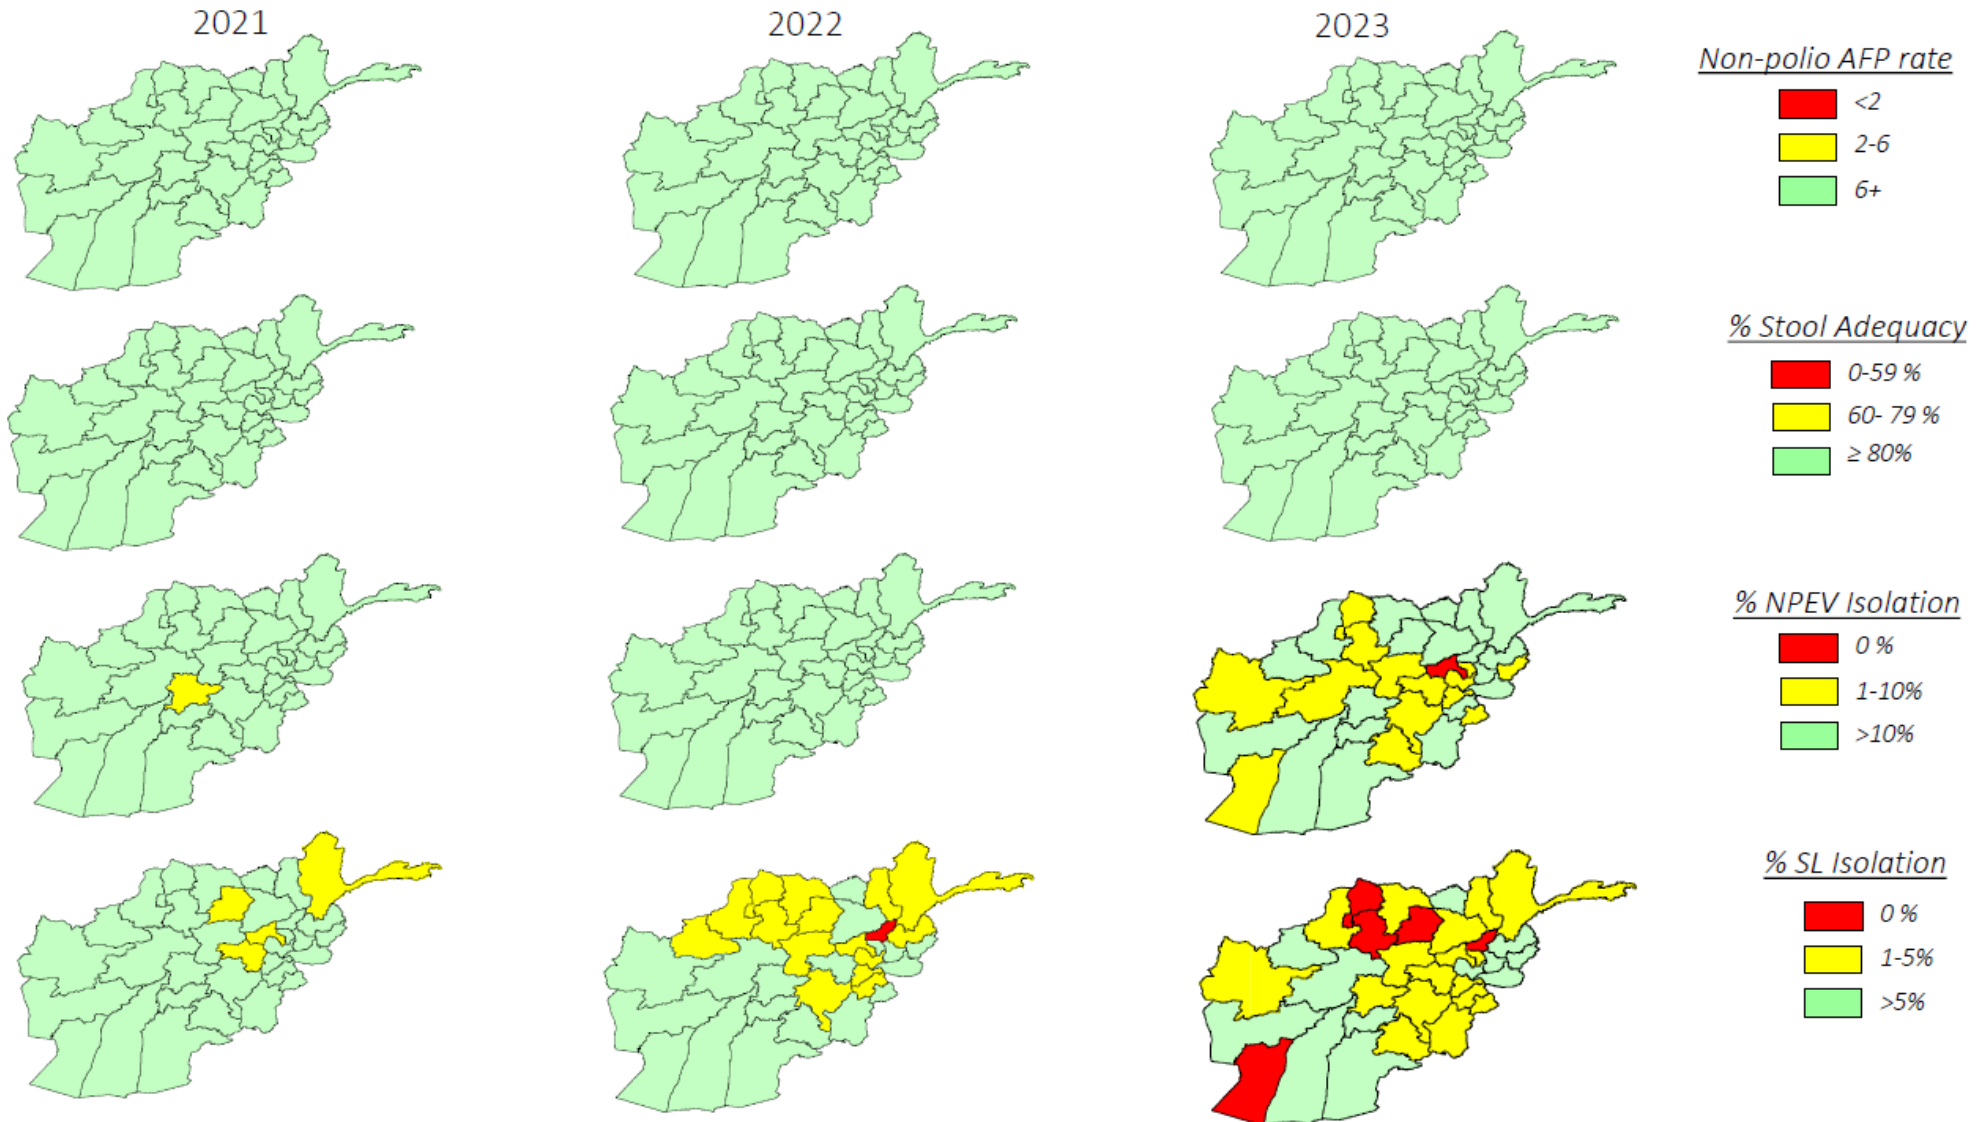 2021
2022
2023
Non-polio AFP rate
<2
2-6
6+
% Stool Adequacy
0-59 %
60- 79 %
≥ 80%
% NPEV Isolation
0 %
1-10%
>10%
% SL Isolation
0 %
1-5%
>5%